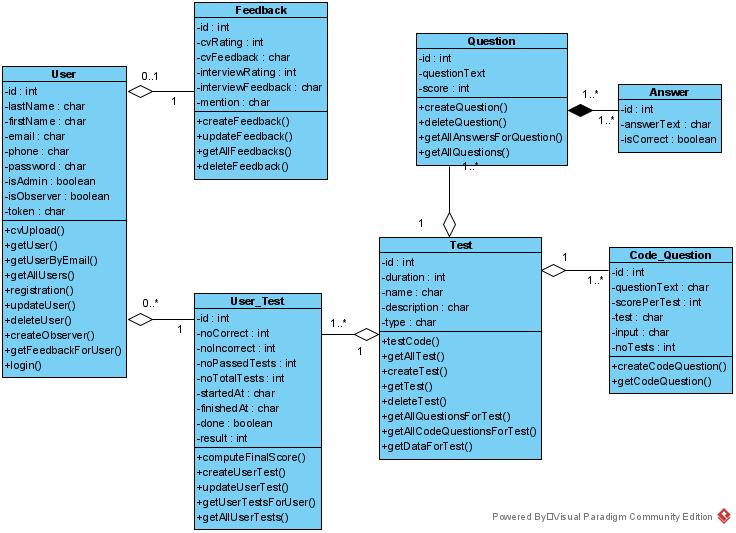 Feedback
-id : int
-cvRating : int
-cvFeedback : char
-interviewRating : int
-interviewFeedback : char
-mention : char
+createFeedback()
+updateFeedback()
+getAllFeedbacks()
+deleteFeedback()
User
-id : int
-lastName : char
-firstName : char
-email : char
-phone : char
-password : char
-isAdmin : boolean
-isObserver : boolean
-token : char
+cvUpload()
+getUser()
+getUserByEmail()
+getAllUsers()
+registration()
+updateUser()
+deleteUser()
+createObserver()
+getFeedbackForUser()
+login()
0..1
1
0..*
1
Question
-id : int
-questionText
-score : int
+createQuestion()
+deleteQuestion()
+getAllAnswersForQuestion()
+getAllQuestions()
1..*
1..*
Answer
-id : int
-answerText : char
-isCorrect : boolean
1..*
1
User_Test
-id : int
-noCorrect : int
-noIncorrect : int
-noPassedTests : int
-noTotalTests : int
-startedAt : char
-finishedAt : char
-done : boolean
-result : int
+computeFinalScore()
+createUserTest()
+updateUserTest()
+getUserTestsForUser()
+getAllUserTests()
1..*
1
Test
-id : int
-duration : int
-name : char
-description : char
-type : char
+testCode()
+getAllTest()
+createTest()
+getTest()
+deleteTest()
+getAllQuestionsForTest()
+getAllCodeQuestionsForTest()
+getDataForTest()
1
1..*
Code_Question
-id : int
-questionText : char
-scorePerTest : int
-test : char
-input : char
-noTests : int
+createCodeQuestion()
+getCodeQuestion()
Powered By Visual Paradigm Community Edition